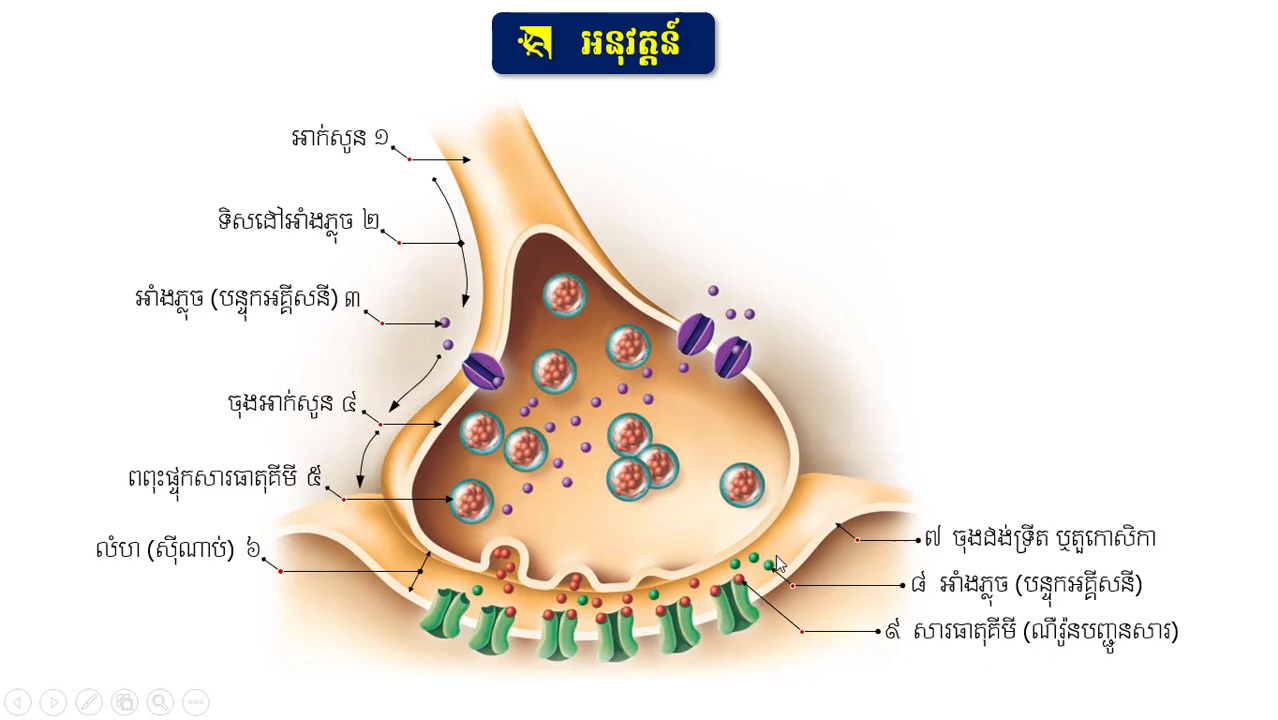 អនុវត្តន៍
អាក់សូន ១
ទិសដៅអាំងភ្លុច ២
អាំងភ្លុច (បន្ទុកអគ្គីសនី) ៣
ចុងអាក់សូន ៤
ពពុះផ្ទុកសារធាតុគីមី ៥
លំហ (ស៊ីណាប់) ៦
៧ ចុងដង់ទ្រីត ឬតួកោសិកា
៨ អាំងភ្លុច (បន្ទុកអគ្គីសនី)
៩ សារធាតុគីមី (ណឺរ៉ូនបញ្ជូនសារ)